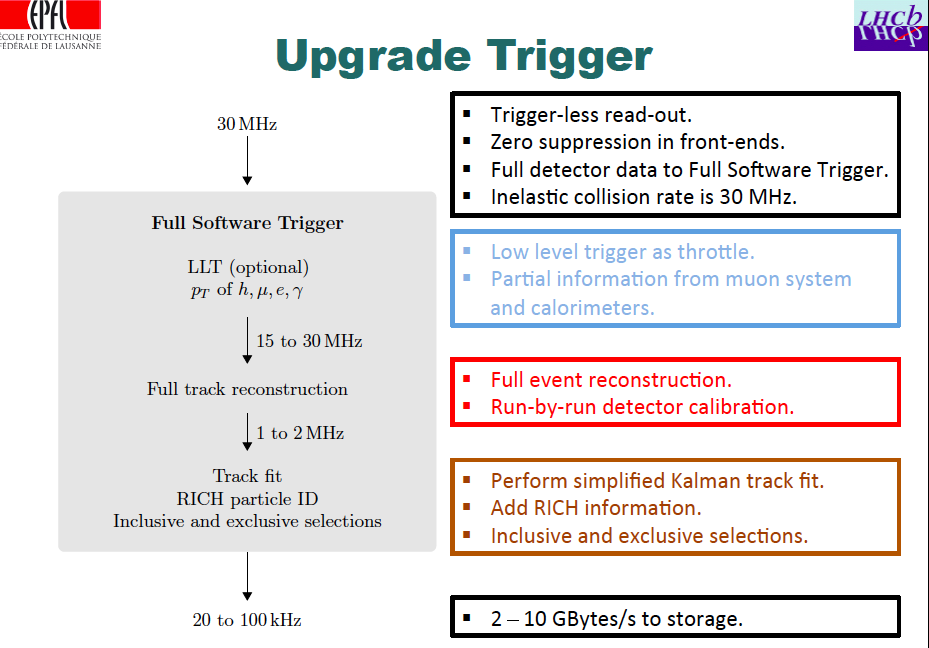 EPFL
ÉCOLE POLYTECHNIQUE
FÉDÉRALE DE LAUSANNE
LHCb
ГHCp
Upgrade Trigger
30 MHz
Full Software Trigger
LLT (optional)
pT of h, μ, e, γ
15 to 30 MHz
Full track reconstruction
1 to 2 MHz
Track fit
RICH particle ID
Inclusive and exclusive selections
20 to 100 kHz
▪ Trigger-less read-out.
▪ Zero suppression in front-ends.
▪ Full detector data to Full Software Trigger.
▪ Inelastic collision rate is 30 MHz.
▪ Low level trigger as throttle.
▪ Partial information from muon system
and calorimeters.
▪ Full event reconstruction.
▪ Run-by-run detector calibration.
▪ Perform simplified Kalman track fit.
▪ Add RICH information.
▪ Inclusive and exclusive selections.
▪ 2 – 10 GBytes/s to storage.